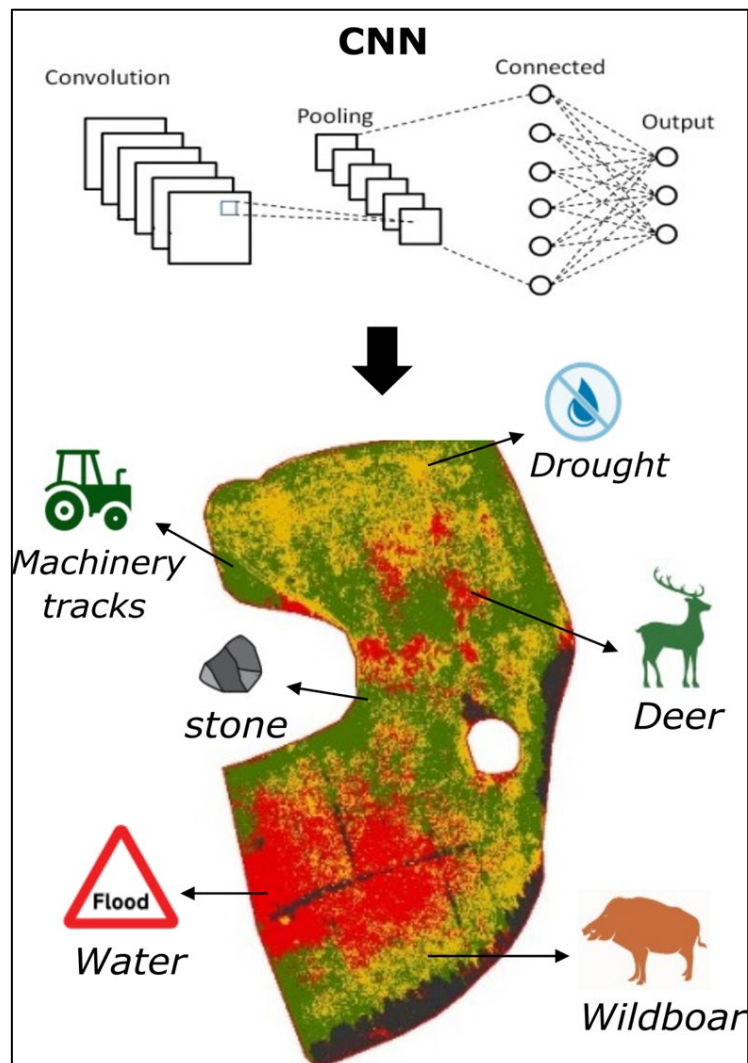 CNN
Convolution
Pooling
Connected
Output
Drought
Machinery
tracks
Deer
stone
Flood
Water
Wildboar